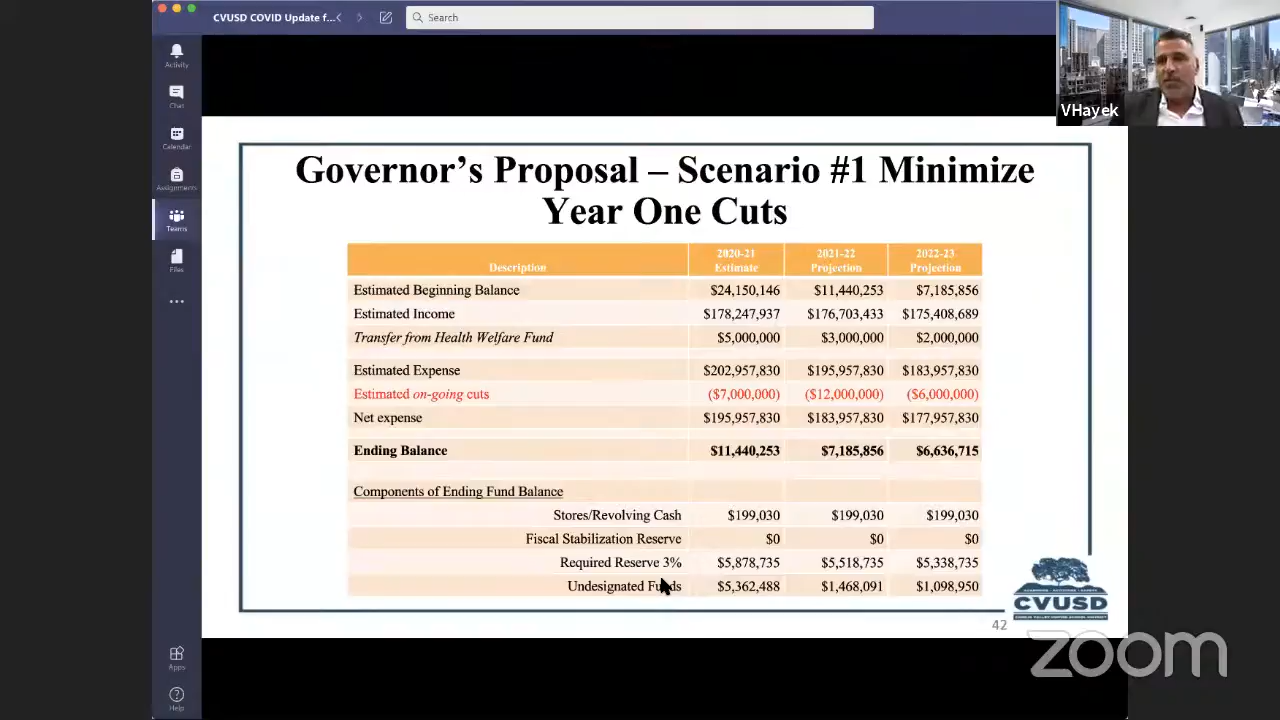 CVUSD COVID Update f...
Search
Activity
Chat
Calendar
Assignments
Teams
Files
Apps
Help
VHayek
Governor's Proposal – Scenario #1 Minimize
Year One Cuts
Description 2020-21 Estimate 2021-22 Projection 2022-23 Projection
Estimated Beginning Balance $24,150,146 $11,440,253 $7,185,856
Estimated Income $178,247,937 $176,703,433 $175,408,689
Transfer from Health Welfare Fund $5,000,000 $3,000,000 $2,000,000
Estimated Expense $202,957,830 $195,957,830 $183,957,830
Estimated on-going cuts ($7,000,000) ($12,000,000) ($6,000,000)
Net expense $195,957,830 $183,957,830 $177,957,830
Ending Balance $11,440,253 $7,185,856 $6,636,715
Components of Ending Fund Balance
Stores/Revolving Cash $199,030 $199,030 $199,030
Fiscal Stabilization Reserve $0 $0 $0
Required Reserve 3% $5,878,735 $5,518,735 $5,338,735
Undesignated Funds $5,362,488 $1,468,091 $1,098,950
CVUSD
42
zoom